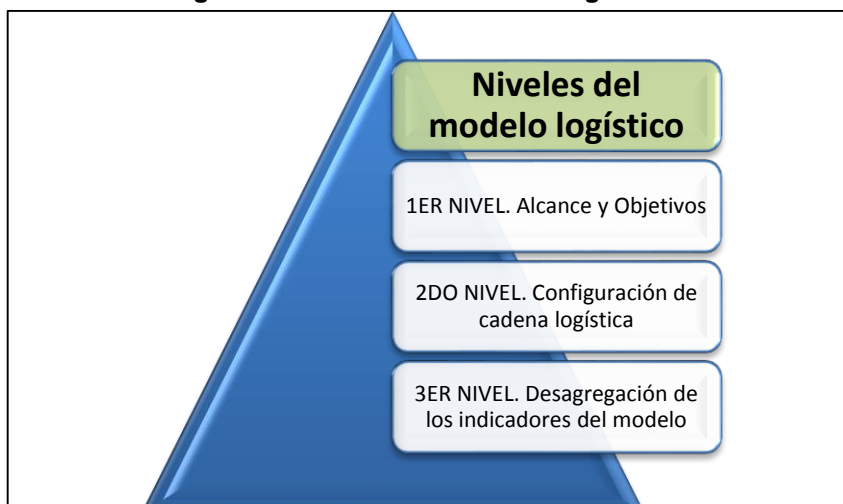 Niveles del
modelo logístico
1ER NIVEL. Alcance y Objetivos
2DO NIVEL. Configuración de
cadena logística
3ER NIVEL. Desagregación de
los indicadores del modelo